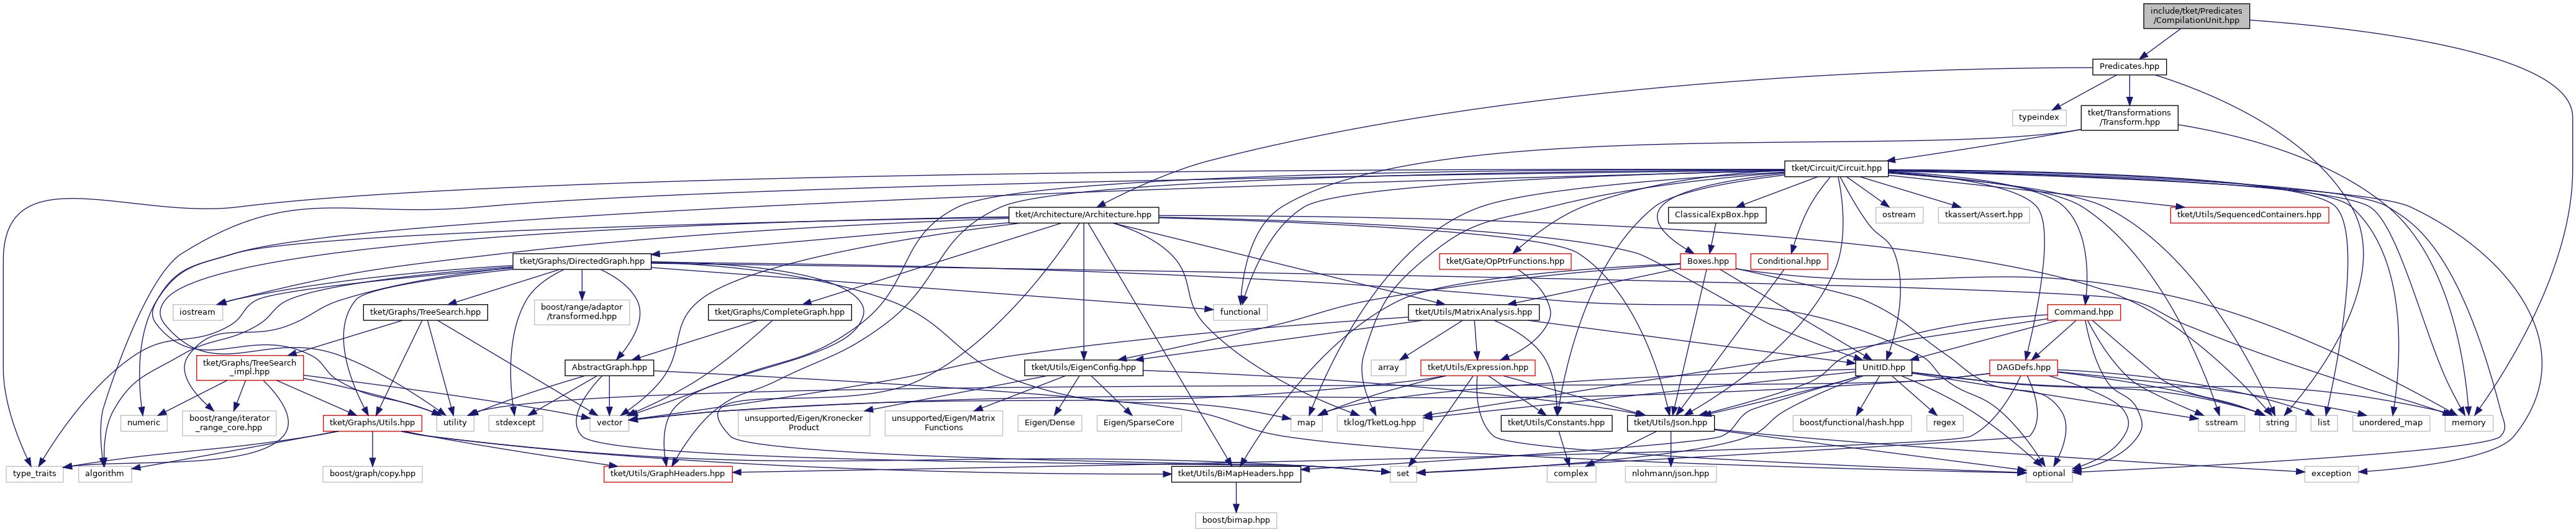 include/tket/Predicates
/CompilationUnit.hpp
Predicates.hpp
typeindex
tket/Transformations
/Transform.hpp
tket/Circuit/Circuit.hpp
tket/Architecture/Architecture.hpp
ClassicalExpBox.hpp
ostream
tkassert/Assert.hpp
tket/Utils/SequencedContainers.hpp
tket/Graphs/DirectedGraph.hpp
tket/Gate/OpPtrFunctions.hpp
Boxes.hpp
Conditional.hpp
iostream
tket/Graphs/TreeSearch.hpp
boost/range/adaptor
/transformed.hpp
tket/Graphs/CompleteGraph.hpp
functional
tket/Utils/MatrixAnalysis.hpp
Command.hpp
tket/Graphs/TreeSearch
_impl.hpp
AbstractGraph.hpp
tket/Utils/EigenConfig.hpp
array
tket/Utils/Expression.hpp
UnitID.hpp
DAGDefs.hpp
numeric
boost/range/iterator
_range_core.hpp
tket/Graphs/Utils.hpp
utility
stdexcept
vector
unsupported/Eigen/Kronecker
Product
unsupported/Eigen/Matrix
Functions
Eigen/Dense
Eigen/SparseCore
map
tklog/TketLog.hpp
tket/Utils/Constants.hpp
tket/Utils/Json.hpp
boost/functional/hash.hpp
regex
sstream
string
list
unordered_map
memory
type_traits
algorithm
boost/graph/copy.hpp
tket/Utils/GraphHeaders.hpp
set
tket/Utils/BiMapHeaders.hpp
complex
nlohmann/json.hpp
optional
exception
boost/bimap.hpp